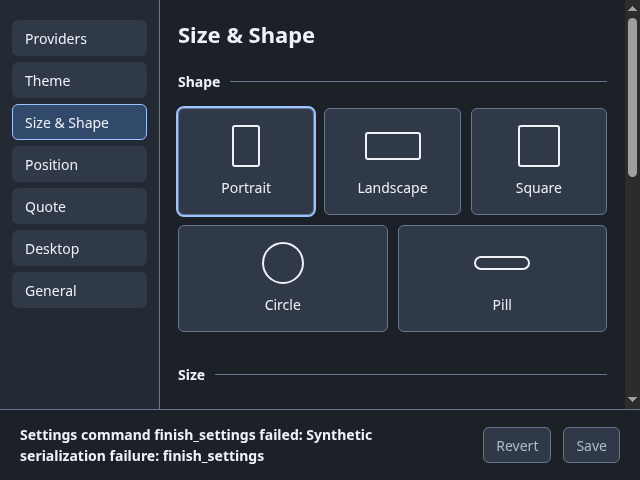 Providers
Theme
Size & Shape
Position
Quote
Desktop
General
Size & Shape
Shape
Portrait
Landscape
Square
Circle
Pill
Size
Settings command finish_settings failed: Synthetic
serialization failure: finish_settings
Revert
Save